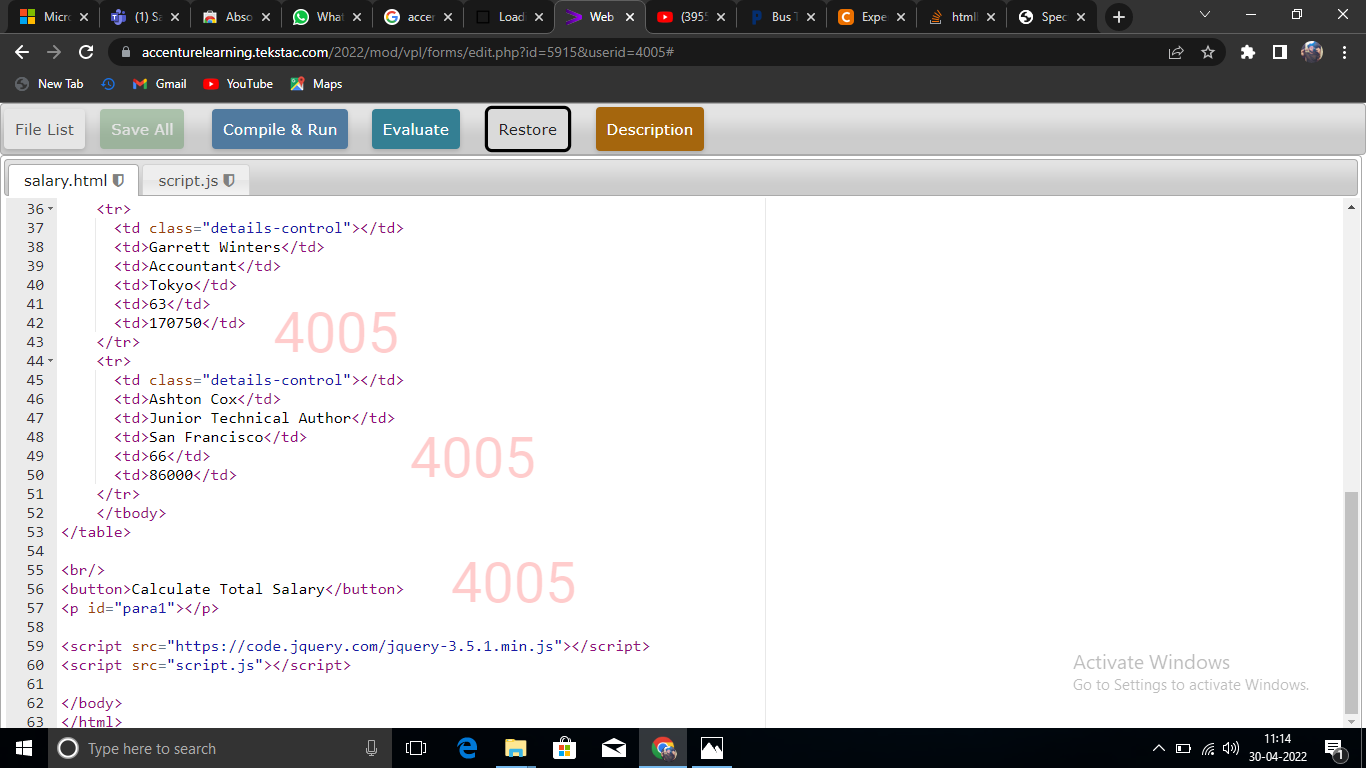 Micro
(1) Sa
Abso
What
accer
Loadi
Web
(3955
Bus T
Expe
htmll
Spec
accenturelearning.tekstac.com/2022/mod/vpl/forms/edit.php?id=5915&userid=4005#
New Tab
Gmail
YouTube
Maps
File List
Save All
Compile & Run
Evaluate
Restore
Description
salary.html
script.js
36 <tr>
37 <td class="details-control"></td>
38 <td>Garrett Winters</td>
39 <td>Accountant</td>
40 <td>Tokyo</td>
41 <td>63</td>
42 <td>170750</td>
43 </tr>
4005
44 <tr>
45 <td class="details-control"></td>
46 <td>Ashton Cox</td>
47 <td>Junior Technical Author</td>
48 <td>San Francisco</td>
4005
49 <td>66</td>
50 <td>86000</td>
51 </tr>
52 </tbody>
53 </table>
54
55 <br/>
56 <button>Calculate Total Salary</button>
4005
57 <p id="para1"></p>
58
59 <script src="https://code.jquery.com/jquery-3.5.1.min.js"></script>
60 <script src="script.js"></script>
61
62 </body>
63 </html>
Activate Windows
Go to Settings to activate Windows.
Type here to search
11:14
30-04-2022
1